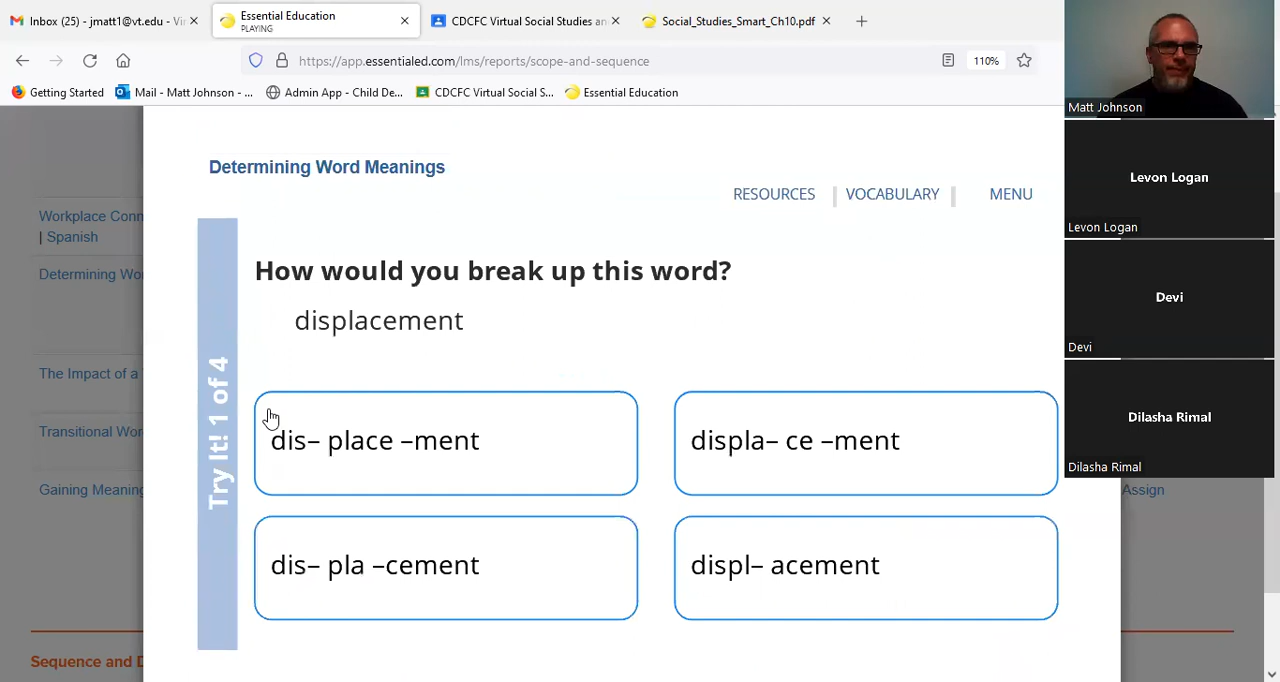 Inbox (25) - jmatt1@vt.edu - Vi
Essential Education
PLAYING
CDCFC Virtual Social Studies an
Social_Studies_Smart_Ch10.pdf
https://app.essentialed.com/lms/reports/scope-and-sequence
110%
Getting Started
Mail - Matt Johnson - ...
Admin App - Child De...
CDCFC Virtual Social S...
Essential Education
Determining Word Meanings
RESOURCES | VOCABULARY | MENU
Workplace Conn
| Spanish
Determining Wo
The Impact of a
Transitional Wor
Gaining Meaning
Assign
Sequence and D
Try It! 1 of 4
How would you break up this word?
displacement
dis– place –ment
displa– ce –ment
dis– pla –cement
displ– acement
Matt Johnson
Levon Logan
Levon Logan
Devi
Devi
Dilasha Rimal
Dilasha Rimal